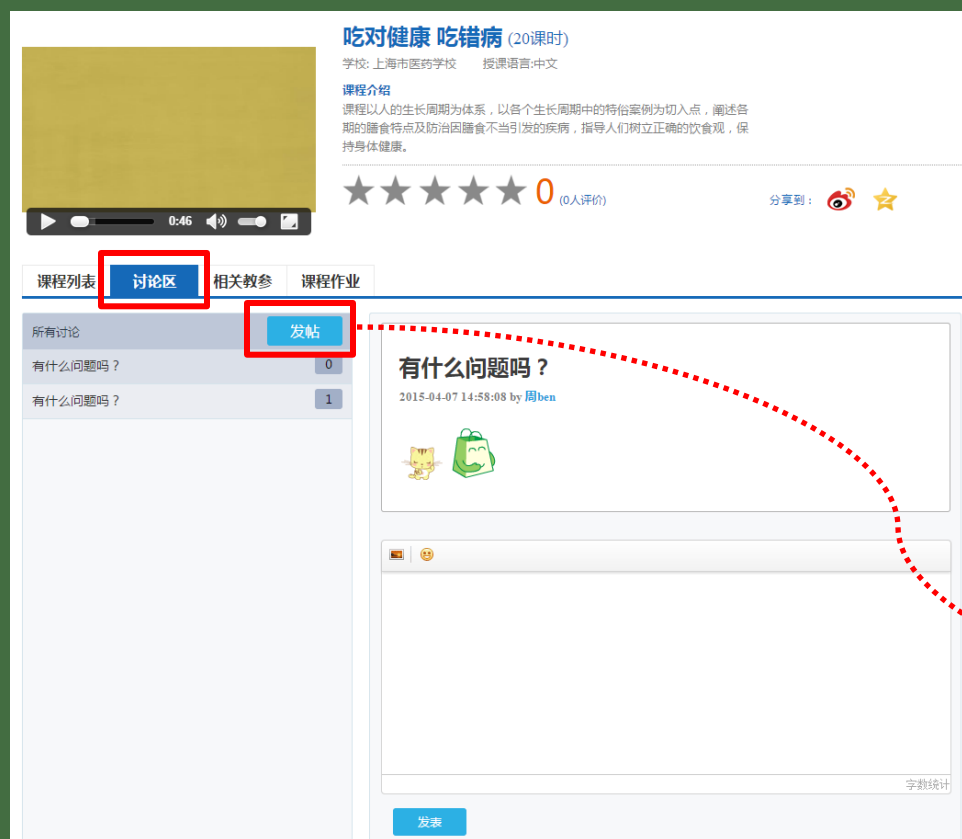 吃对健康 吃错病 (20课时)
学校: 上海市医药学校 授课语言:中文
课程介绍
课程以人的生长周期为体系，以各个生长周期中的特俗案例为切入点，阐述各
期的膳食特点及防治因膳食不当引发的疾病，指导人们树立正确的饮食观，保
持身体健康。
0 (0人评价)
分享到：
0:46
课程列表 讨论区 相关教参 课程作业
所有讨论 发帖
有什么问题吗？ 0
有什么问题吗？ 1
有什么问题吗？
2015-04-07 14:58:08 by 周ben
字数统计
发表